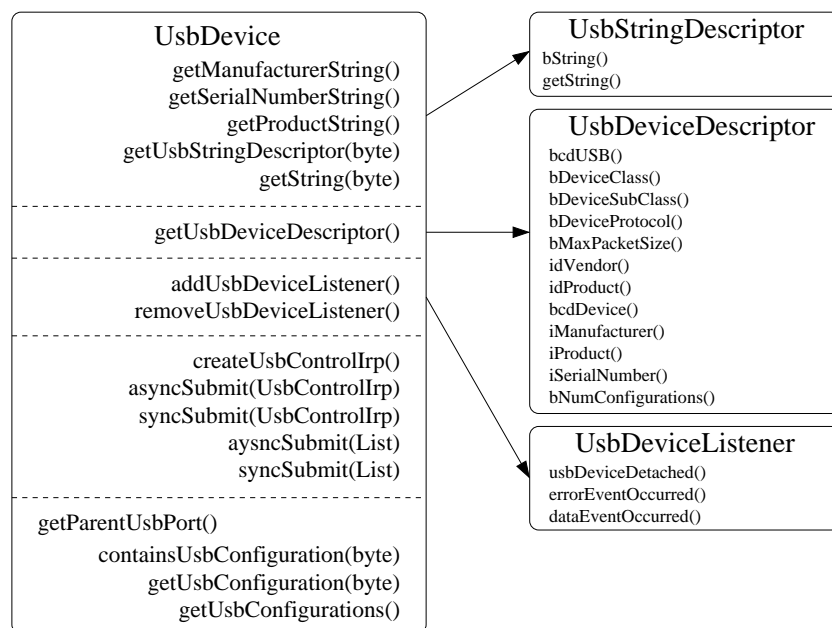 UsbDevice
getManufacturerString()
getSerialNumberString()
getProductString()
getUsbStringDescriptor(byte)
getString(byte)
getUsbDeviceDescriptor()
addUsbDeviceListener()
removeUsbDeviceListener()
createUsbControlIrp()
asyncSubmit(UsbControlIrp)
syncSubmit(UsbControlIrp)
aysncSubmit(List)
syncSubmit(List)
getParentUsbPort()
containsUsbConfiguration(byte)
getUsbConfiguration(byte)
getUsbConfigurations()
UsbStringDescriptor
bString()
getString()
UsbDeviceDescriptor
bcdUSB()
bDeviceClass()
bDeviceSubClass()
bDeviceProtocol()
bMaxPacketSize()
idVendor()
idProduct()
bcdDevice()
iManufacturer()
iProduct()
iSerialNumber()
bNumConfigurations()
UsbDeviceListener
usbDeviceDetached()
errorEventOccurred()
dataEventOccurred()